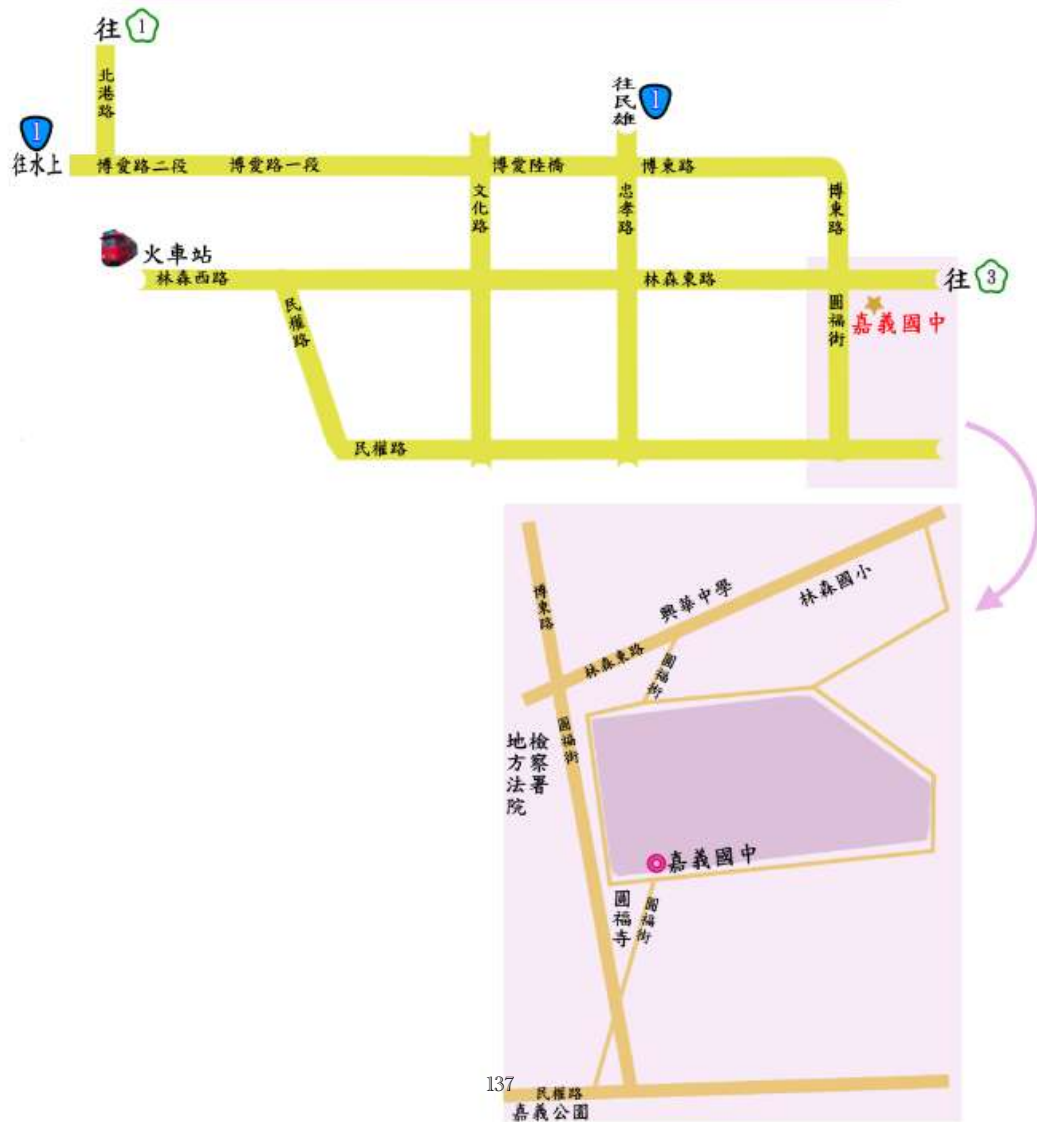 往 1
北港路
1
往水上
博愛路二段
博愛路一段
文化路
博愛陸橋
往民雄
1
忠孝路
博東路
博東路
火車站
林森西路
民權路
林森東路
往 3
圓福街
嘉義國中
民權路
博東路
林森東路
興華中學
林森國小
圓福街
圓福街
檢察署
地方法院
嘉義國中
圓福寺
圓福街
民權路
嘉義公園
137